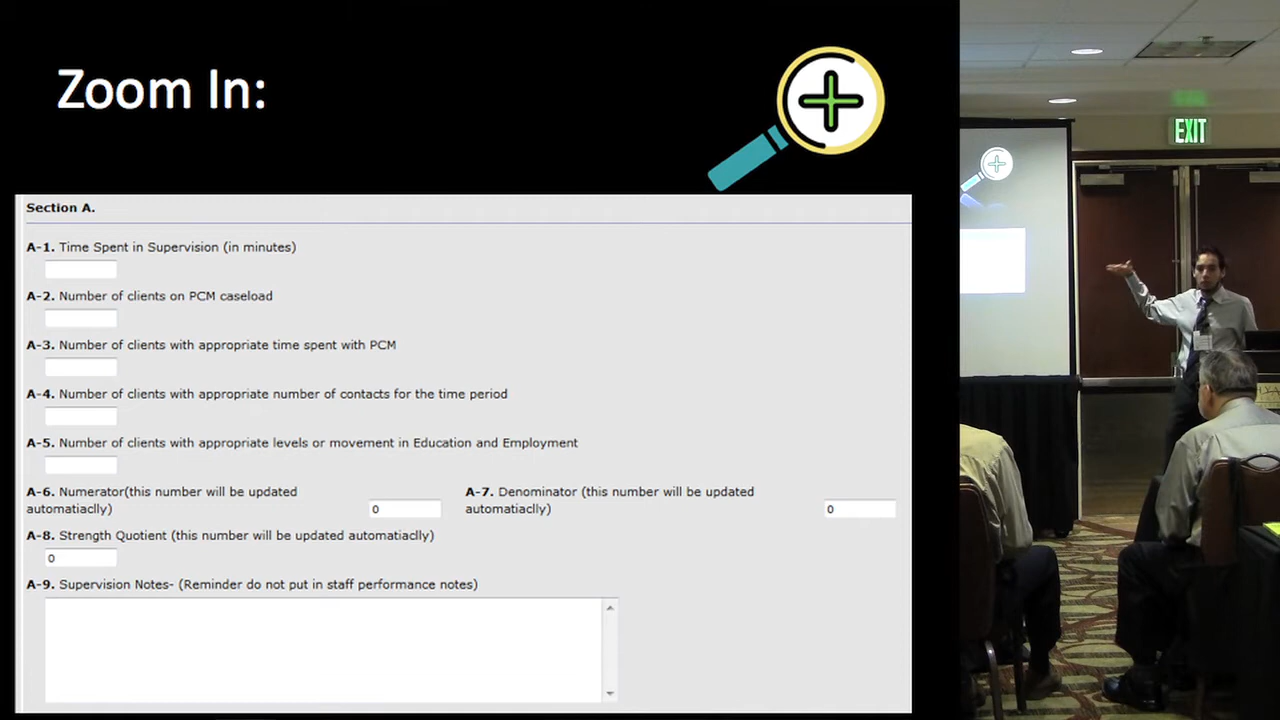 Zoom In:
Section A.
A-1. Time Spent in Supervision (in minutes)
A-2. Number of clients on PCM caseload
A-3. Number of clients with appropriate time spent with PCM
A-4. Number of clients with appropriate number of contacts for the time period
A-5. Number of clients with appropriate levels or movement in Education and Employment
A-6. Numerator(this number will be updated
automatiaclly)
0
A-7. Denominator (this number will be updated
automatiaclly)
0
A-8. Strength Quotient (this number will be updated automatiaclly)
0
A-9. Supervision Notes- (Reminder do not put in staff performance notes)
EXIT